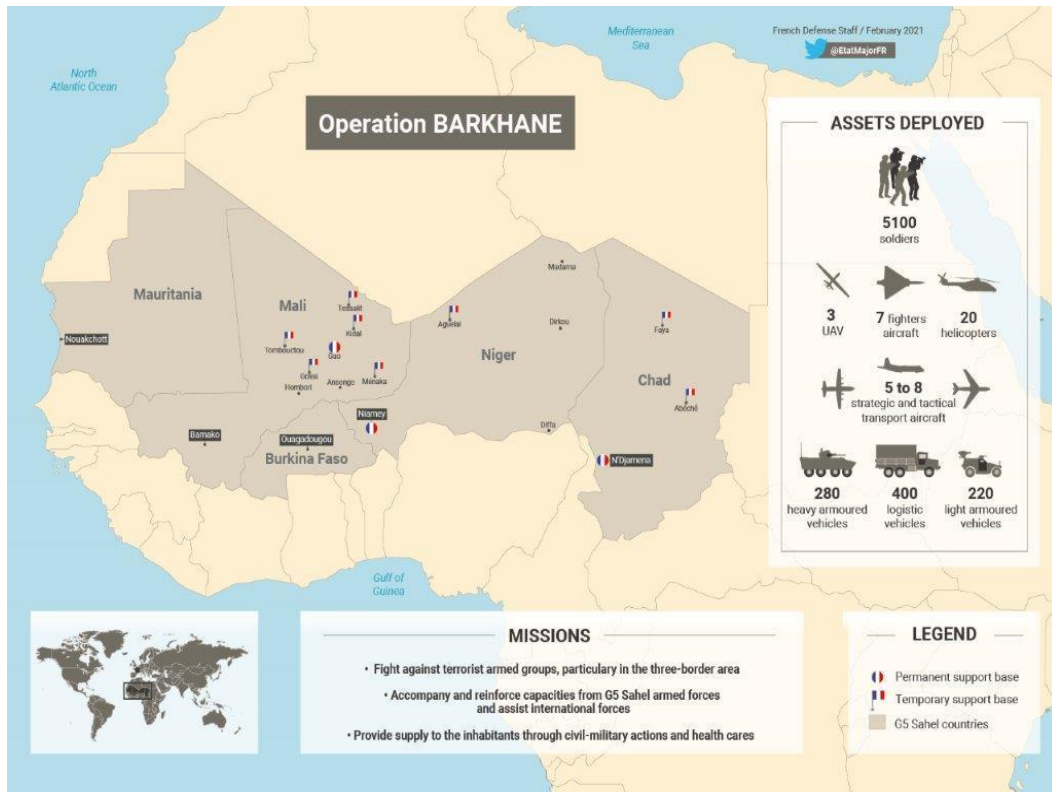 French Defense Staff / February 2021
@EtatMajorFR
Mediterranean
Sea
North
Atlantic Ocean
Operation BARKHANE
ASSETS DEPLOYED
5100
soldiers
3
UAV
7 fighters
aircraft
20
helicopters
5 to 8
strategic and tactical
transport aircraft
280
heavy armoured
vehicles
400
logistic
vehicles
220
light armoured
vehicles
Mauritania
Nouakchott
Mali
Tessalit
Kidal
Tombouctou
Gao
Gossi
Hombori
Ansongo
Menaka
Bamako
Niamey
Ouagadougou
Burkina Faso
Madama
Aguelal
Dirkou
Niger
Diffa
Faya
Chad
Abéché
N'Djamena
Gulf of
Guinea
MISSIONS
• Fight against terrorist armed groups, particulary in the three-border area
• Accompany and reinforce capacities from G5 Sahel armed forces
and assist international forces
• Provide supply to the inhabitants through civil-military actions and health cares
LEGEND
Permanent support base
Temporary support base
G5 Sahel countries